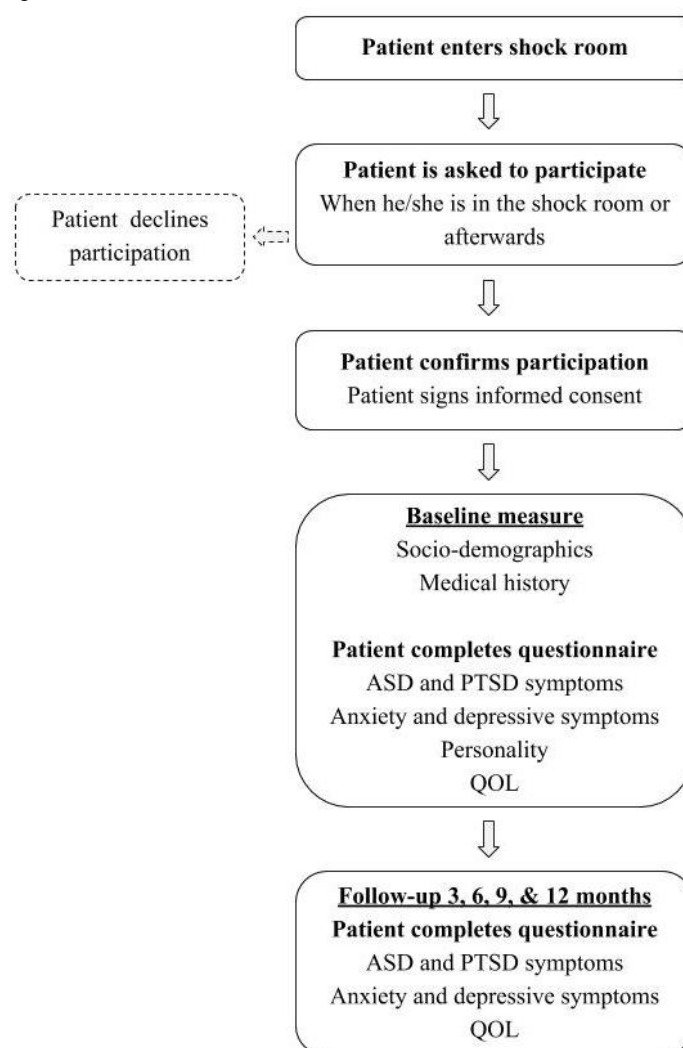 Patient enters shock room
Patient is asked to participate
When he/she is in the shock room or
afterwards
Patient declines
participation
Patient confirms participation
Patient signs informed consent
Baseline measure
Socio-demographics
Medical history
Patient completes questionnaire
ASD and PTSD symptoms
Anxiety and depressive symptoms
Personality
QOL
Follow-up 3, 6, 9, & 12 months
Patient completes questionnaire
ASD and PTSD symptoms
Anxiety and depressive symptoms
QOL